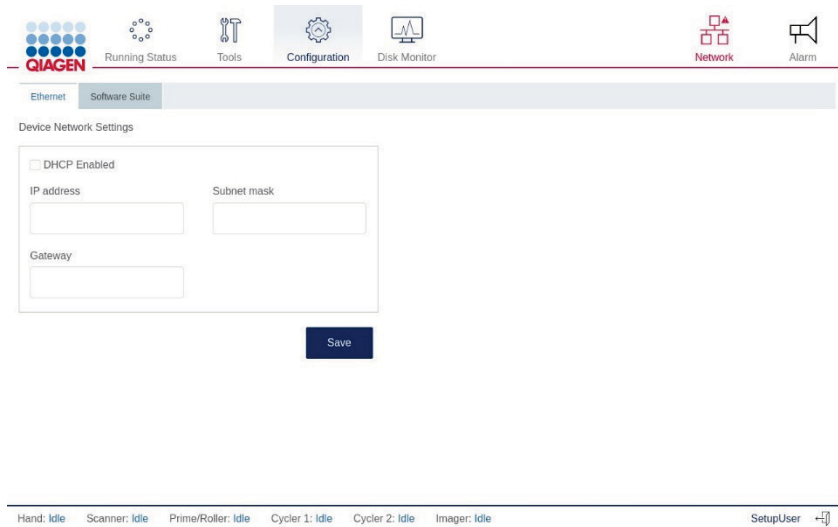 QIAGEN
Running Status Tools Configuration Disk Monitor Network Alarm
Ethernet Software Suite
Device Network Settings
DHCP Enabled
IP address Subnet mask
Gateway
Save
Hand: Idle Scanner: Idle Prime/Roller: Idle Cycler 1: Idle Cycler 2: Idle Imager: Idle SetupUser